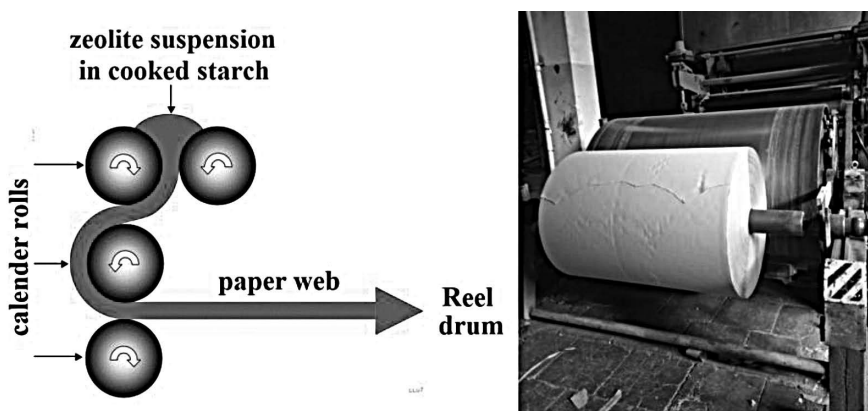 zeolite suspension
in cooked starch
calender rolls
paper web
Reel
drum